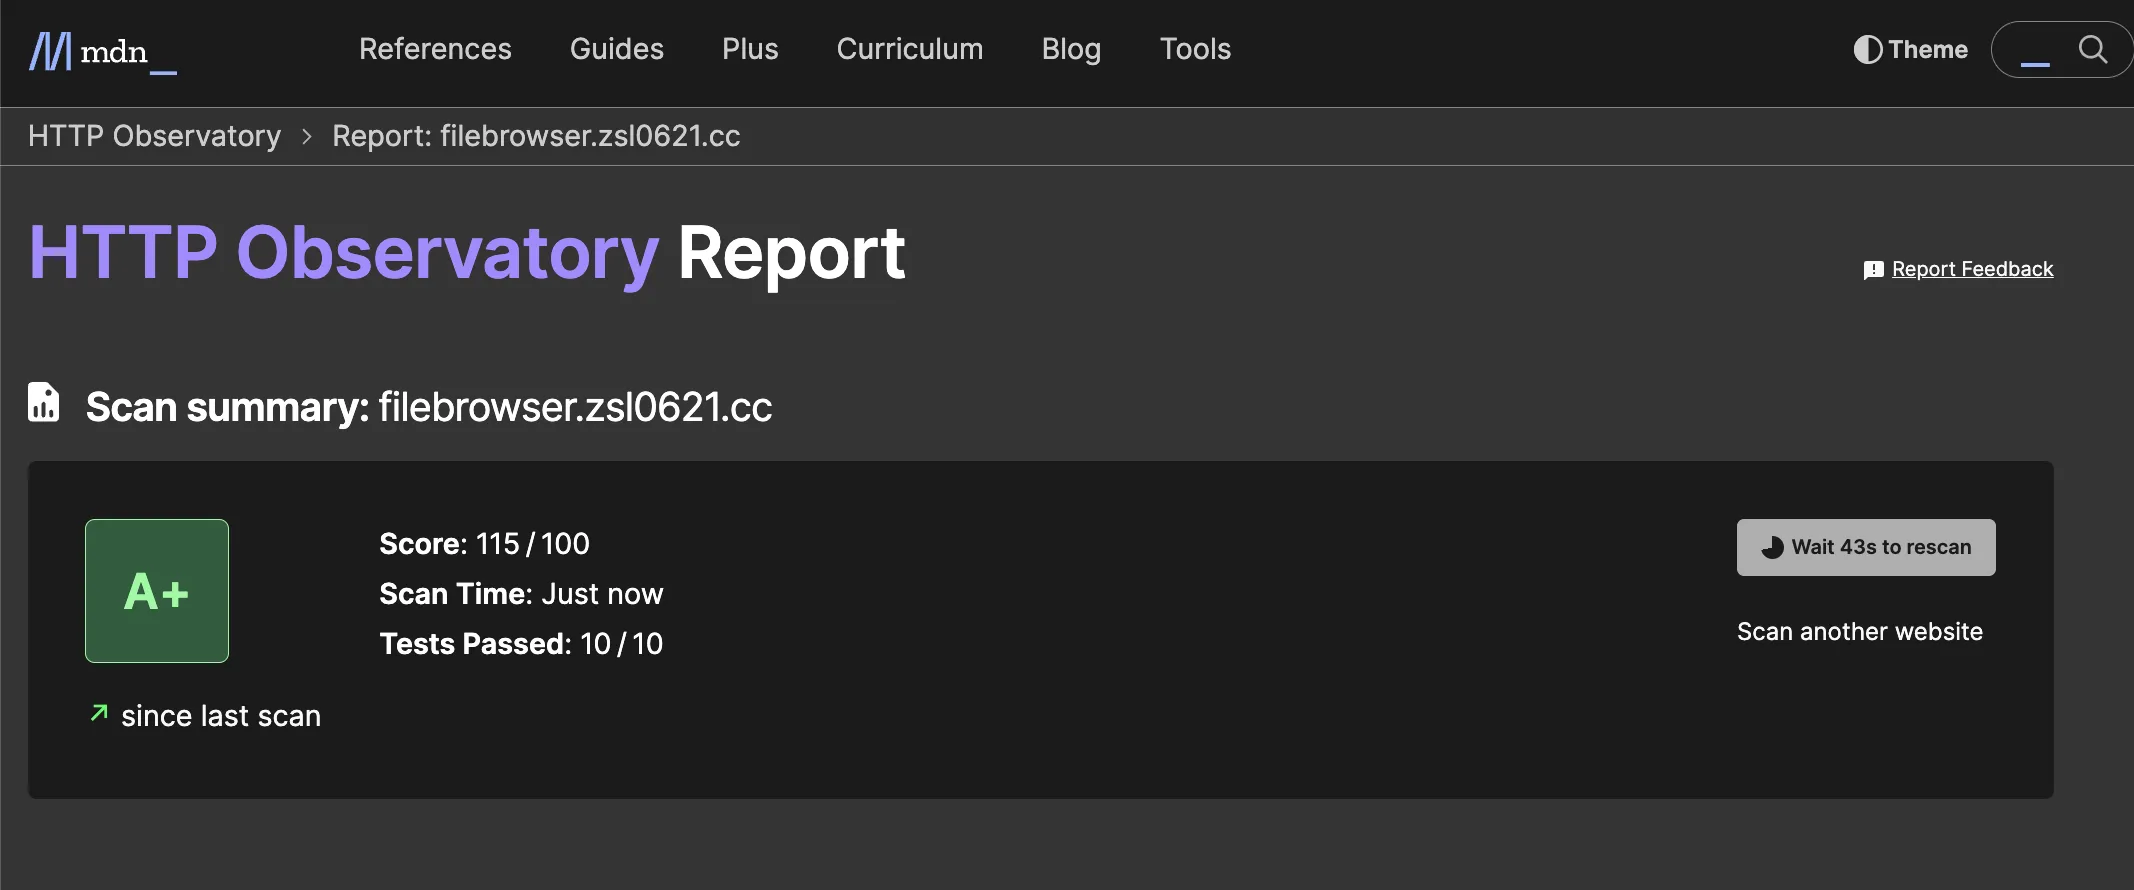 mdn_
References Guides Plus Curriculum Blog Tools
Theme
HTTP Observatory > Report: filebrowser.zsl0621.cc
HTTP Observatory Report
Report Feedback
Scan summary: filebrowser.zsl0621.cc
A+
Score: 115 / 100
Scan Time: Just now
Tests Passed: 10 / 10
since last scan
Wait 43s to rescan
Scan another website